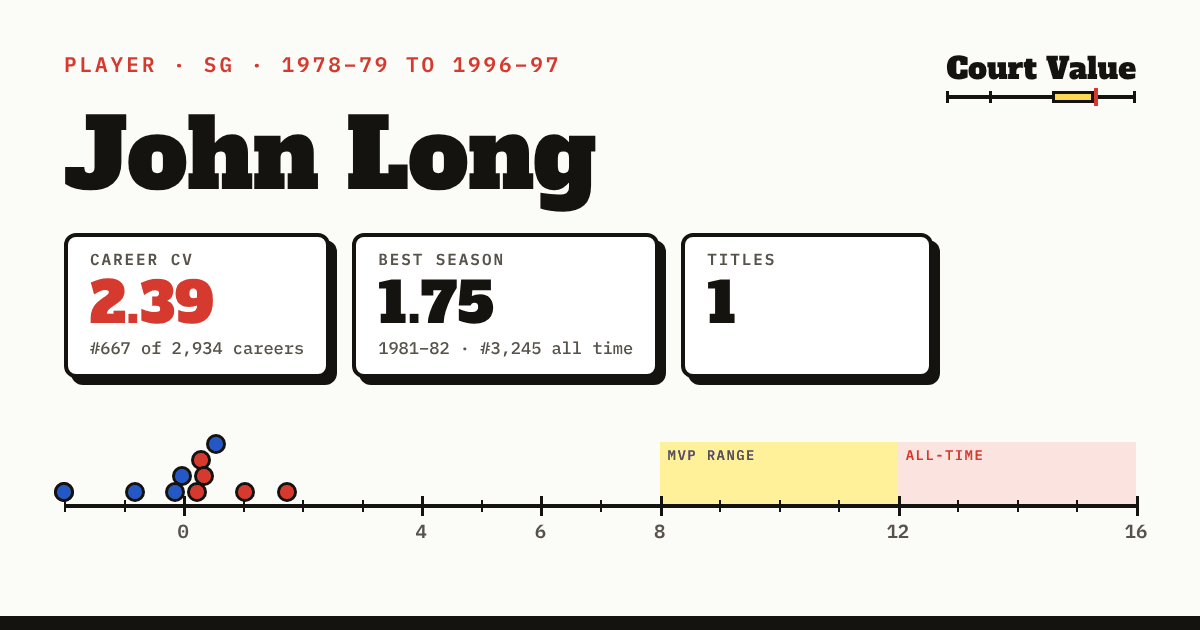 PLAYER · SG · 1978–79 TO 1996–97
Court Value
John Long
CAREER CV
2.39
#667 of 2,934 careers
BEST SEASON
1.75
1981–82 · #3,245 all time
TITLES
1
MVP RANGE
ALL-TIME
0 4 6 8 12 16